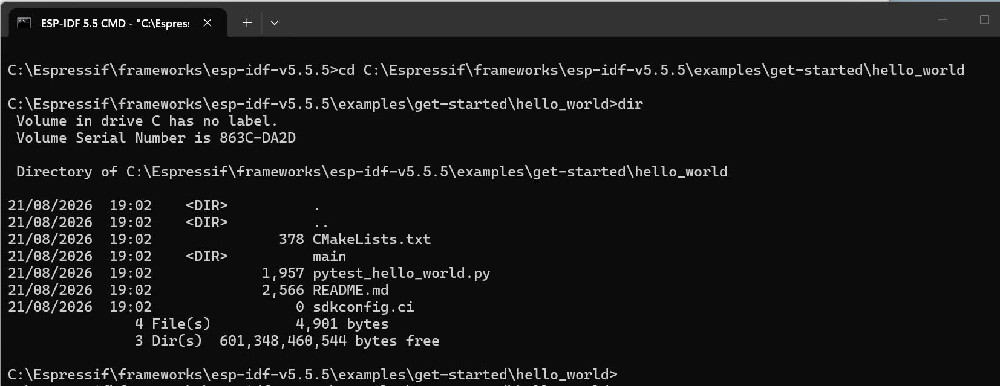 ESP-IDF 5.5 CMD - "C:\Espress
C:\Espressif\frameworks\esp-idf-v5.5.5>cd C:\Espressif\frameworks\esp-idf-v5.5.5\examples\get-started\hello_world
C:\Espressif\frameworks\esp-idf-v5.5.5\examples\get-started\hello_world>dir
 Volume in drive C has no label.
 Volume Serial Number is 863C-DA2D
 Directory of C:\Espressif\frameworks\esp-idf-v5.5.5\examples\get-started\hello_world
21/08/2026  19:02    <DIR>          .
21/08/2026  19:02    <DIR>          ..
21/08/2026  19:02               378 CMakeLists.txt
21/08/2026  19:02    <DIR>          main
21/08/2026  19:02             1,957 pytest_hello_world.py
21/08/2026  19:02             2,566 README.md
21/08/2026  19:02                 0 sdkconfig.ci
               4 File(s)          4,901 bytes
               3 Dir(s)  601,348,460,544 bytes free
C:\Espressif\frameworks\esp-idf-v5.5.5\examples\get-started\hello_world>